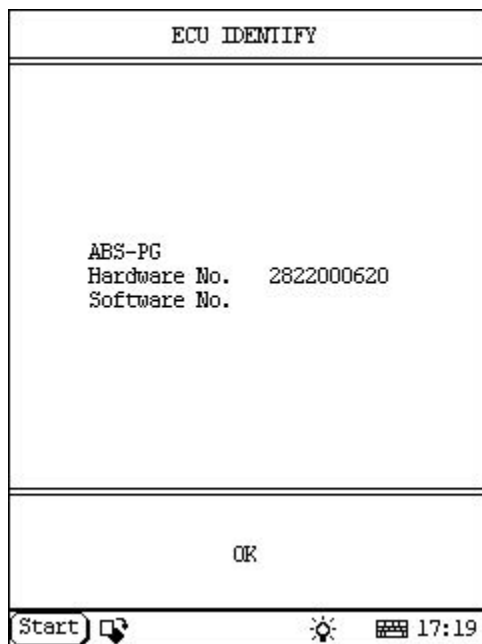 ECU IDENTIFY
ABS-PG
Hardware No. 2822000620
Software No.
OK
Start 17:19